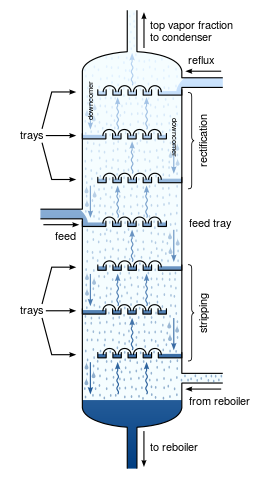 top vapor fraction
to condenser
reflux
downcomer
downcomer
trays
rectification
feed
feed tray
trays
stripping
from reboiler
to reboiler